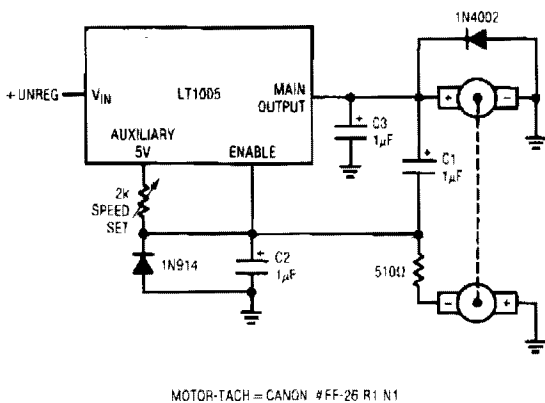 1N4002
+UNREG
VIN
LT1005
MAIN
OUTPUT
AUXILIARY
5V
ENABLE
+
C3
1µF
+
C1
1µF
+
-
2k
SPEED
SET
1N914
+
C2
1µF
510Ω
-
+
MOTOR-TACH = CANON #FF-26 R1 N1